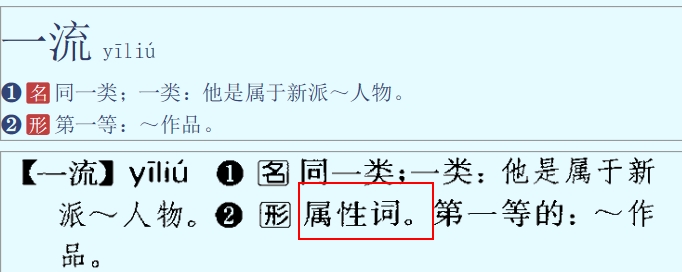 一流 yīliú
❶ 名 同一类；一类：他是属于新派～人物。
❷ 形 第一等：～作品。
【一流】yīliú ❶ 名 同一类；一类：他是属于新
派～人物。❷ 形 属性词。第一等的：～作
品。